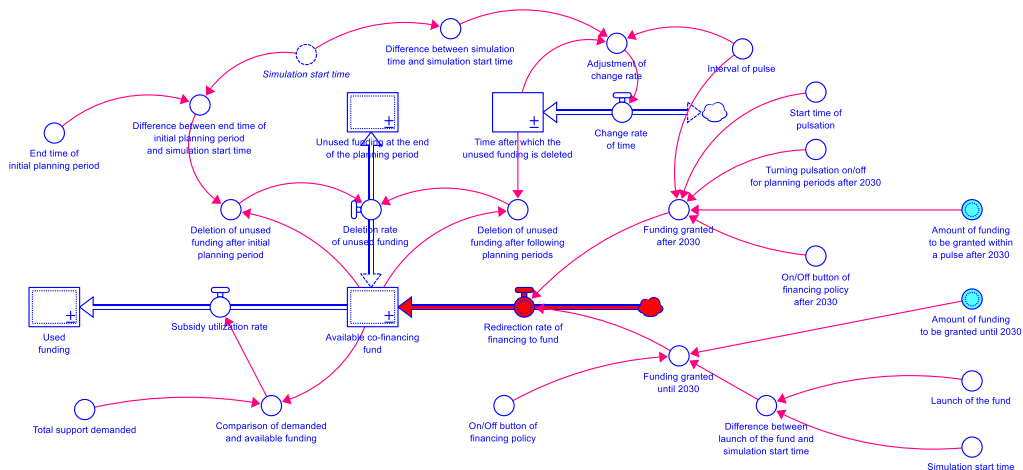 Difference between simulation
time and simulation start time
Simulation start time
Adjustment of
change rate
Interval of pulse
Difference between end time of
initial planning period
and simulation start time
End time of
initial planning period
Unused funding at the end
of the planning period
Time after which the
unused funding is deleted
Change rate
of time
Start time of
pulsation
Turning pulsation on/off
for planning periods after 2030
Deletion of unused
funding after initial
planning period
Deletion rate
of unused funding
Deletion of unused
funding after following
planning periods
Funding granted
after 2030
Amount of funding
to be granted within
a pulse after 2030
On/Off button of
financing policy
after 2030
Used
funding
Subsidy utilization rate
Available co-financing
fund
Redirection rate of
financing to fund
Amount of funding
to be granted until 2030
Funding granted
until 2030
Launch of the fund
Total support demanded
Comparison of demanded
and available funding
On/Off button of
financing policy
Difference between
launch of the fund and
simulation start time
Simulation start time